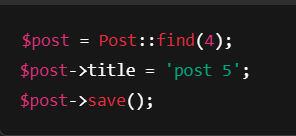 $post = Post::find(4);
$post->title = 'post 5';
$post->save();